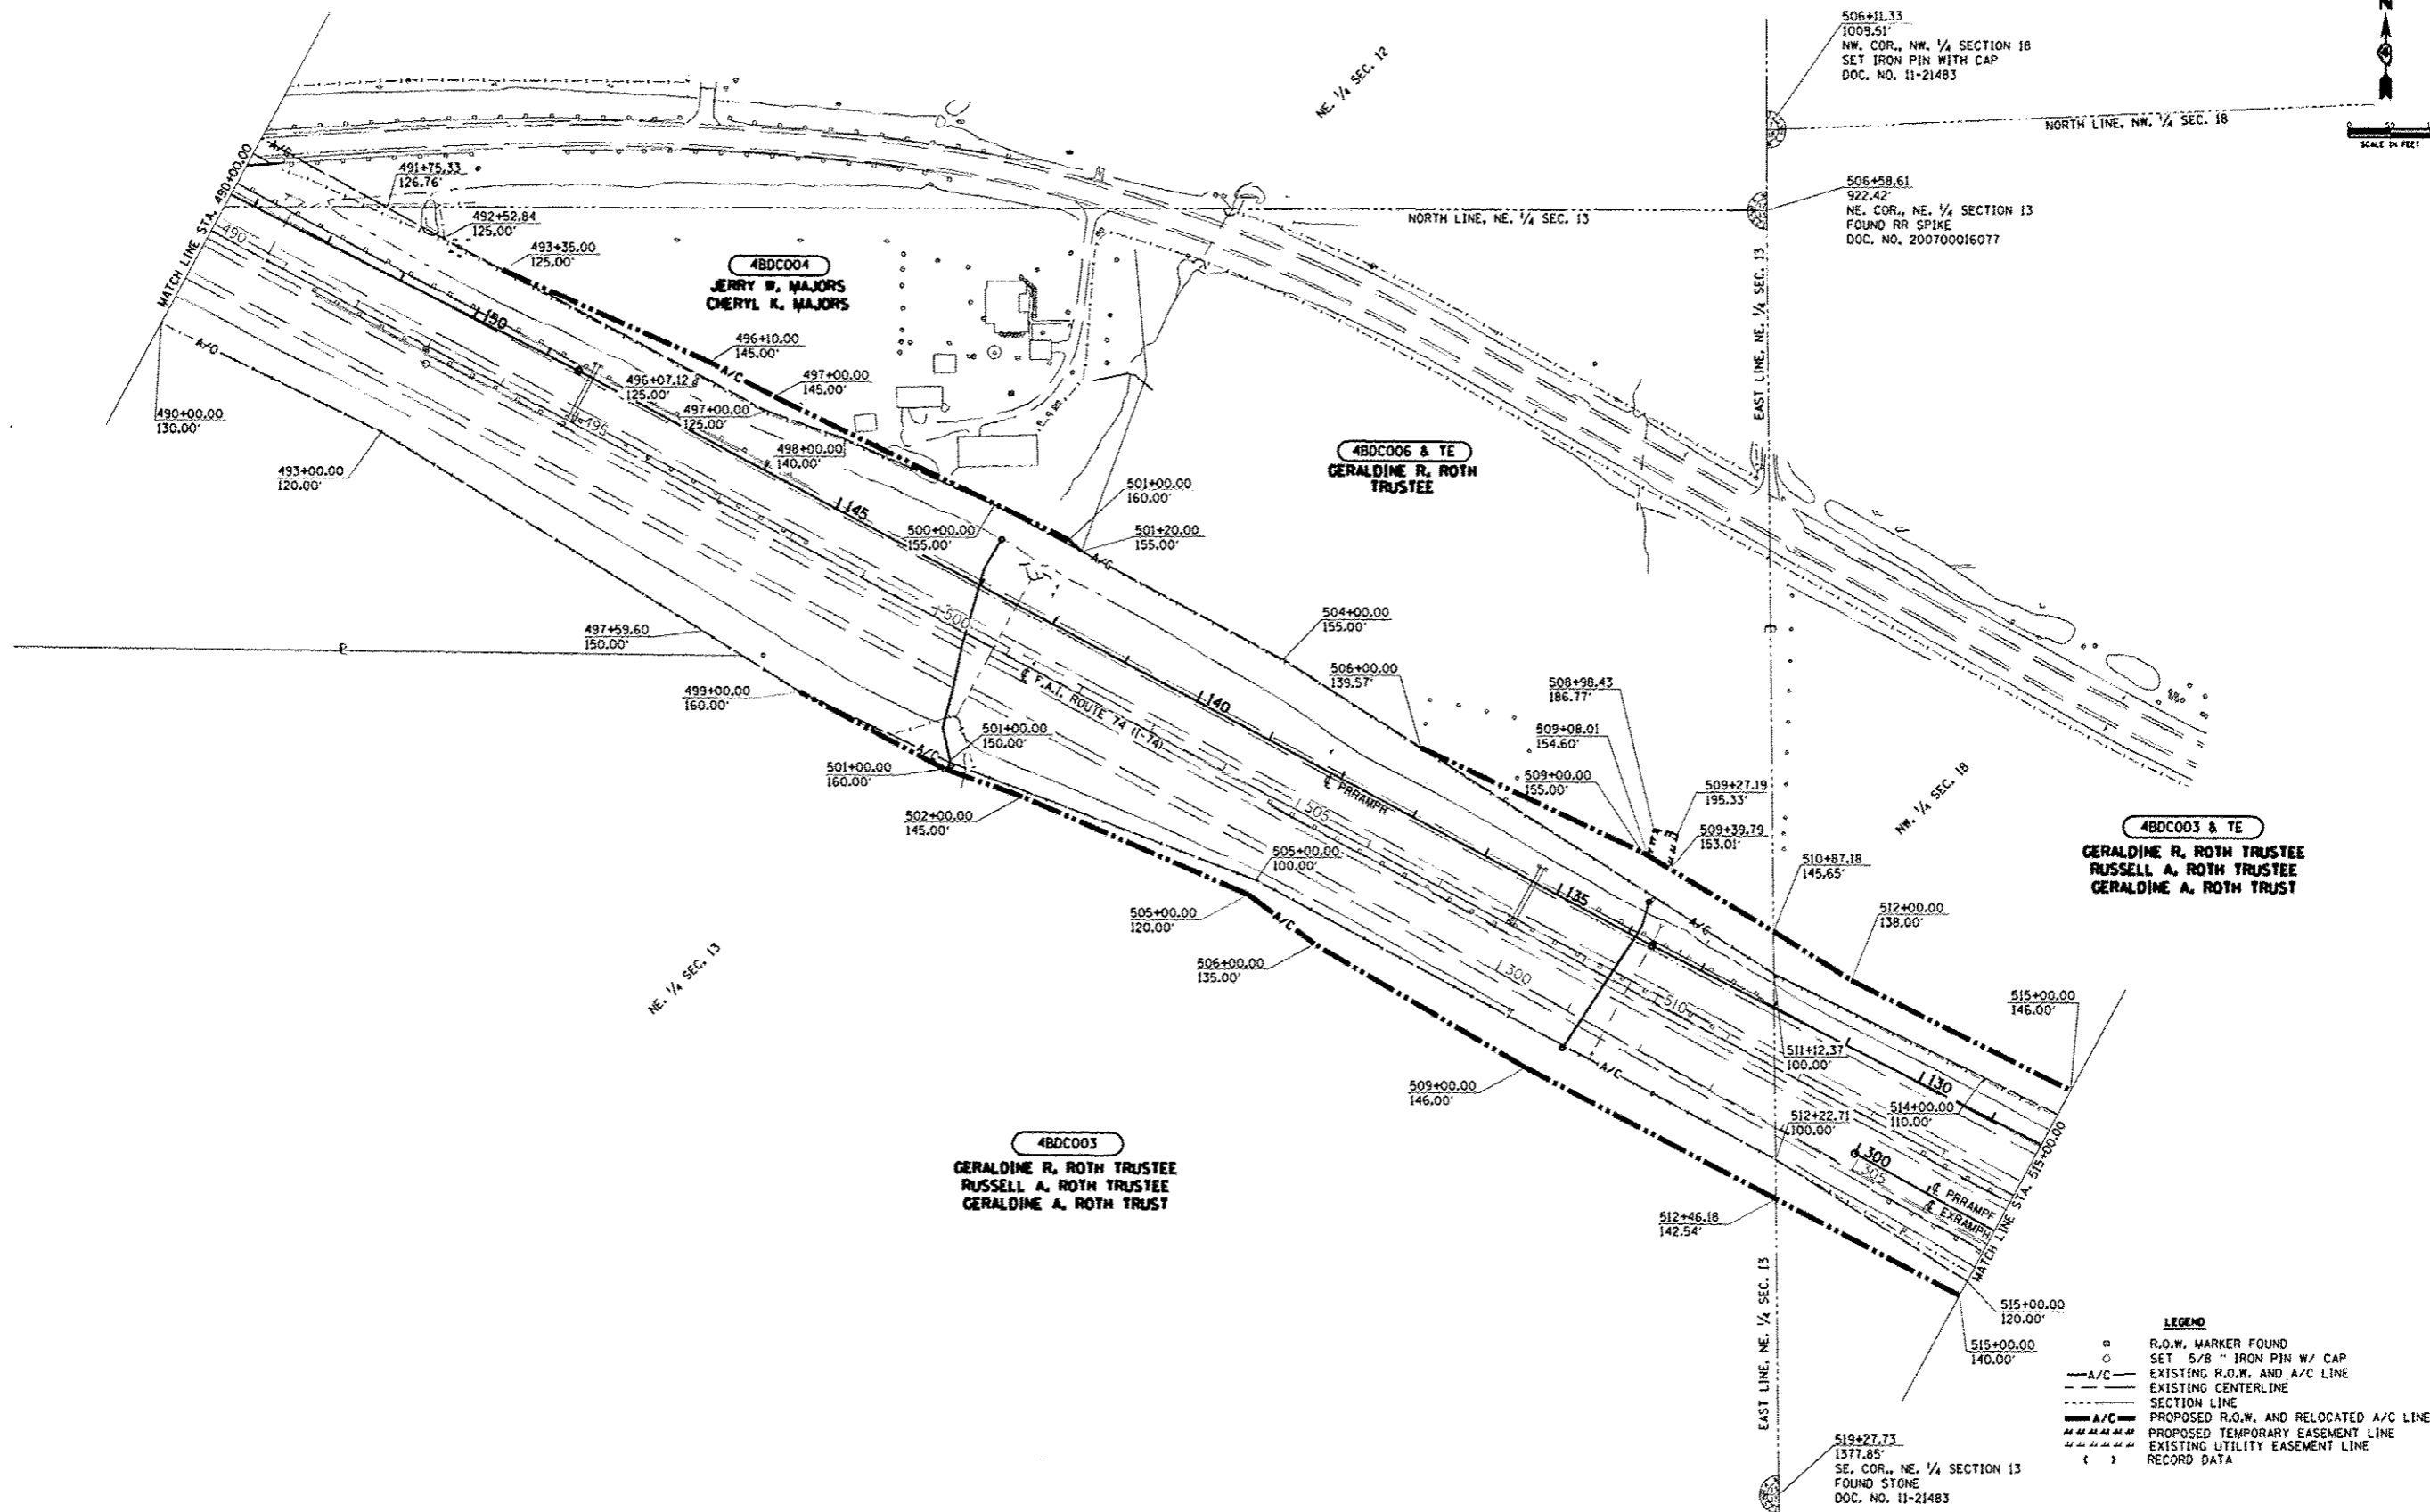 N
SCALE IN FEET
506+11.33
1009.51'
NW. COR., NW. 1/4 SECTION 18
SET IRON PIN WITH CAP
DOC. NO. 11-21483
NORTH LINE, NW. 1/4 SEC. 18
NE. 1/4 SEC. 12
506+58.61
922.42'
NE. COR., NE. 1/4 SECTION 13
FOUND RR SPIKE
DOC. NO. 200700016077
NORTH LINE, NE. 1/4 SEC. 13
EAST LINE, NE. 1/4 SEC. 13
MATCH LINE STA. 490+00.00
A/C
491+75.33
126.76'
492+52.84
125.00'
493+35.00
125.00'
4BDC004
JERRY W. MAJORS
CHERYL K. MAJORS
490
150
496+10.00
145.00'
A/C
497+00.00
145.00'
496+07.12
125.00'
497+00.00
125.00'
498+00.00
140.00'
495
A/C
490+00.00
130.00'
493+00.00
120.00'
4BDC006 & TE
GERALDINE R. ROTH
TRUSTEE
501+00.00
160.00'
501+20.00
155.00'
145
500+00.00
155.00'
A/C
500
497+59.60
150.00'
499+00.00
160.00'
504+00.00
155.00'
506+00.00
139.57'
508+98.43
186.77'
509+08.01
154.60'
509+00.00
155.00'
509+27.19
195.33'
509+39.79
153.01'
℄ F.A.I. ROUTE 74 (I-74)
140
℄ PRRAMPH
505
501+00.00
150.00'
A/C
501+00.00
160.00'
502+00.00
145.00'
505+00.00
100.00'
505+00.00
120.00'
A/C
506+00.00
135.00'
135
300
510
A/C
510+87.18
145.65'
512+00.00
138.00'
NW. 1/4 SEC. 18
4BDC003 & TE
GERALDINE R. ROTH TRUSTEE
RUSSELL A. ROTH TRUSTEE
GERALDINE A. ROTH TRUST
515+00.00
146.00'
511+12.37
100.00'
130
514+00.00
110.00'
512+22.71
100.00'
509+00.00
146.00'
A/C
300
305
℄ PRRAMPF
℄ EXRAMPH
MATCH LINE STA. 515+00.00
NE. 1/4 SEC. 13
4BDC003
GERALDINE R. ROTH TRUSTEE
RUSSELL A. ROTH TRUSTEE
GERALDINE A. ROTH TRUST
512+46.18
142.54'
EAST LINE, NE. 1/4 SEC. 13
515+00.00
120.00'
515+00.00
140.00'
519+27.73
1377.85'
SE. COR., NE. 1/4 SECTION 13
FOUND STONE
DOC. NO. 11-21483
LEGEND
R.O.W. MARKER FOUND
SET 5/8 " IRON PIN W/ CAP
A/C EXISTING R.O.W. AND A/C LINE
EXISTING CENTERLINE
SECTION LINE
A/C PROPOSED R.O.W. AND RELOCATED A/C LINE
PROPOSED TEMPORARY EASEMENT LINE
EXISTING UTILITY EASEMENT LINE
( ) RECORD DATA